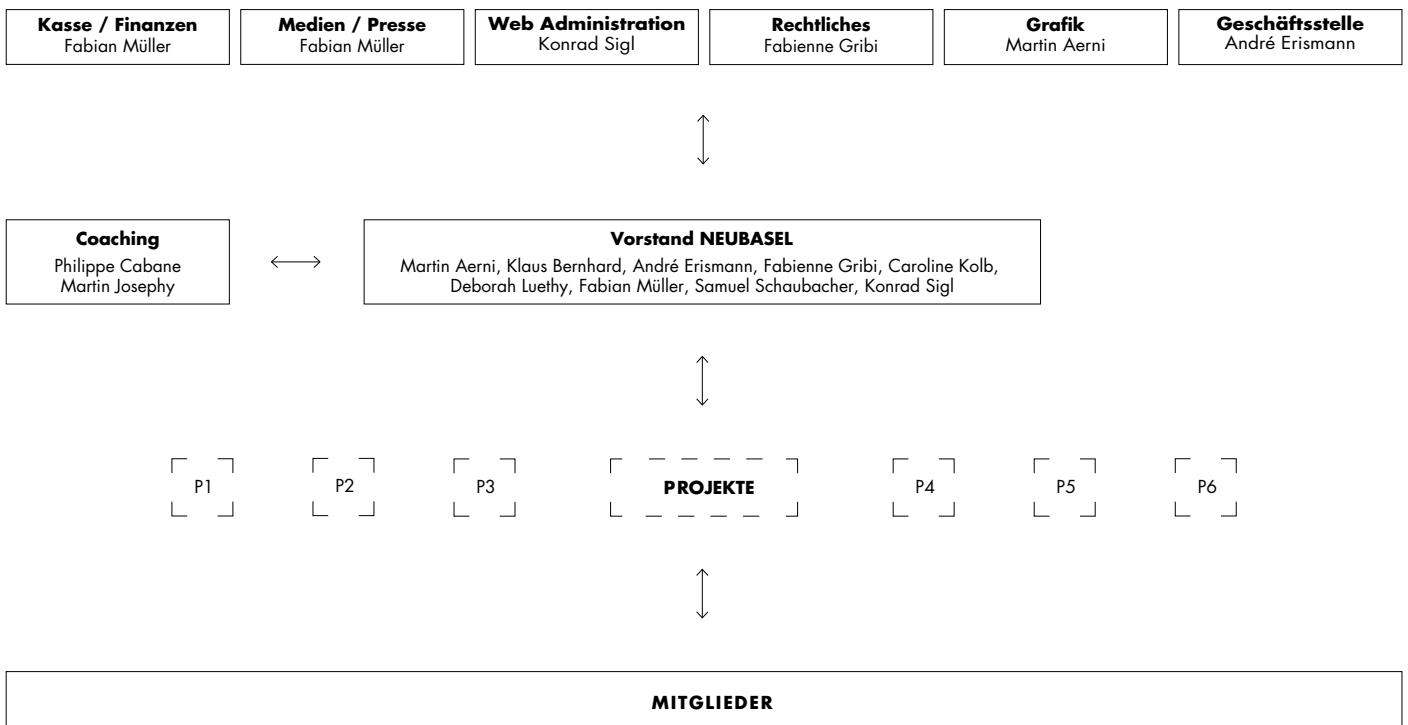 Kasse / Finanzen
Fabian Müller
Medien / Presse
Fabian Müller
Web Administration
Konrad Sigl
Rechtliches
Fabienne Gribi
Grafik
Martin Aerni
Geschäftsstelle
André Erismann
Coaching
Philippe Cabane
Martin Josephy
Vorstand NEUBASEL
Martin Aerni, Klaus Bernhard, André Erismann, Fabienne Gribi, Caroline Kolb,
Deborah Luethy, Fabian Müller, Samuel Schaubacher, Konrad Sigl
P1
P2
P3
PROJEKTE
P4
P5
P6
MITGLIEDER